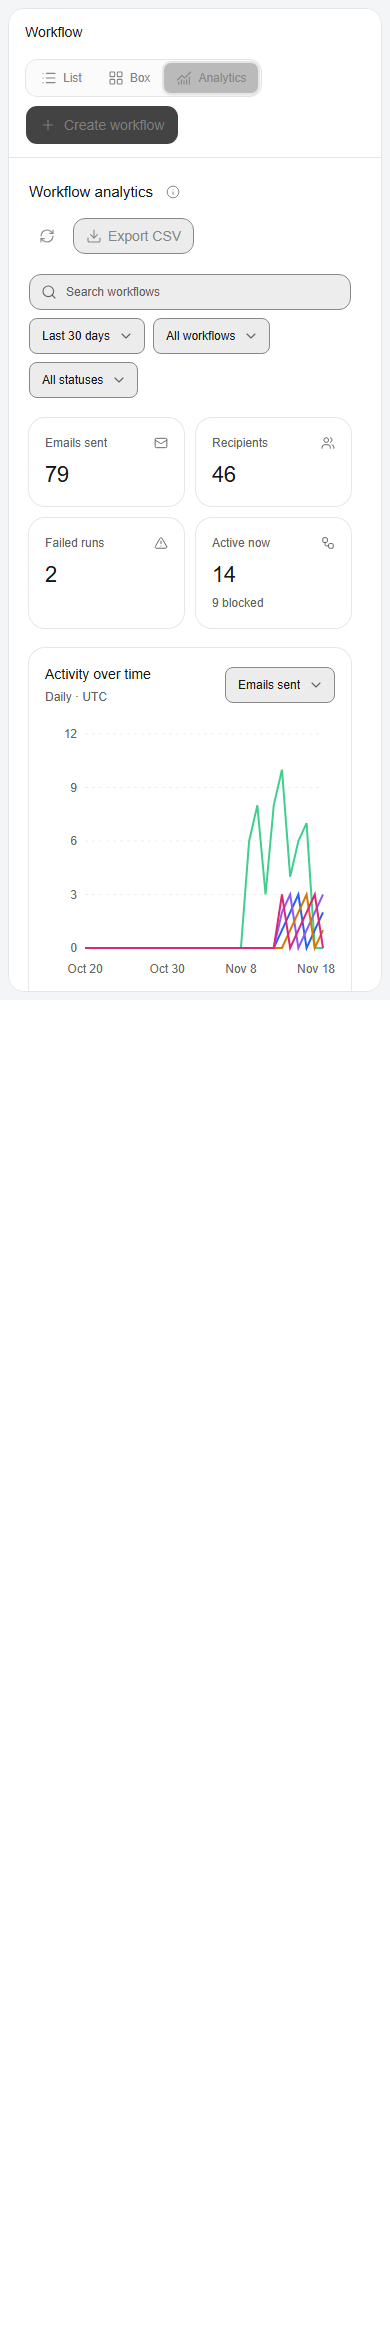 Workflow
List Box Analytics
Create workflow
Workflow analytics
Export CSV
Search workflows
Last 30 days All workflows
All statuses
Emails sent
79
Recipients
46
Failed runs
2
Active now
14
9 blocked
Activity over time
Daily · UTC
Emails sent
12
9
6
3
0
Oct 20 Oct 30 Nov 8 Nov 18